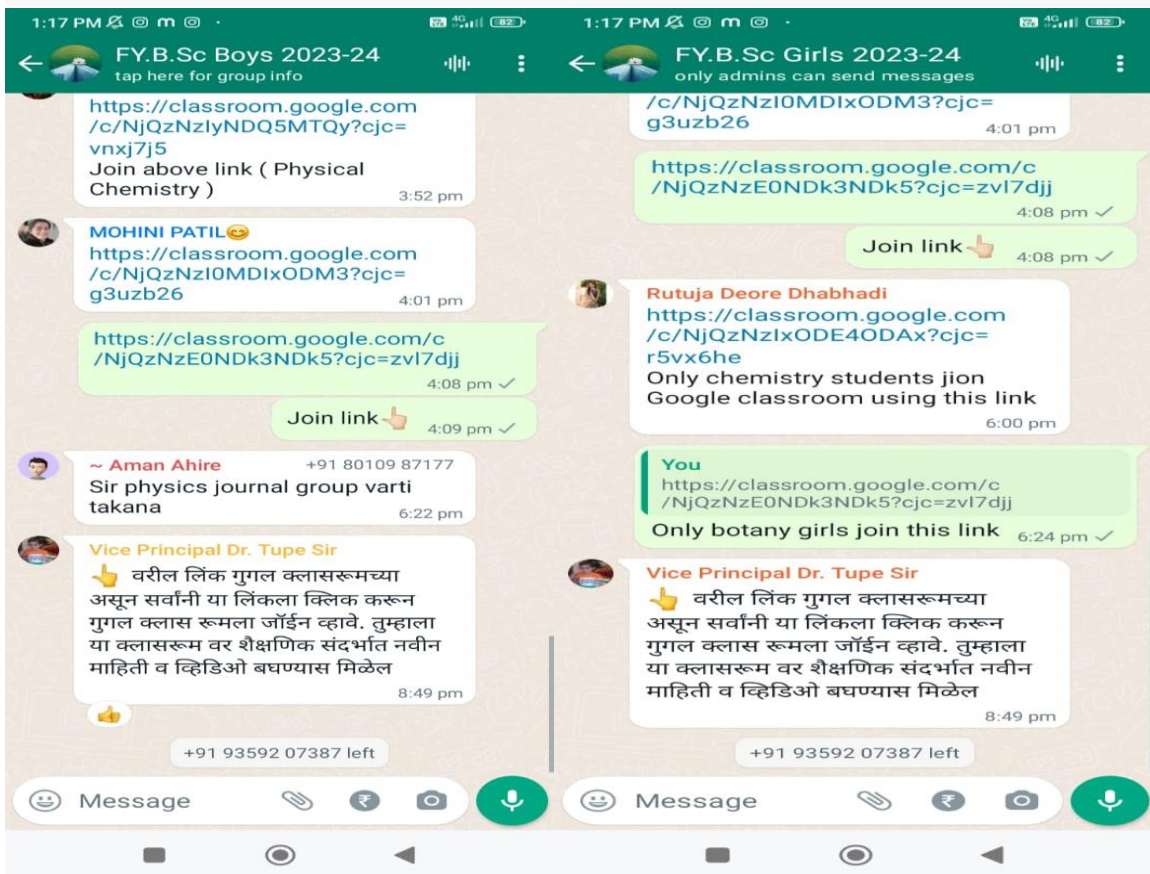 1:17 PM
4G
82
FY.B.Sc Boys 2023-24
tap here for group info
https://classroom.google.com
/c/NjQzNzIyNDQ5MTQy?cjc=
vnxj7j5
Join above link ( Physical
Chemistry )
3:52 pm
MOHINI PATIL😊
https://classroom.google.com
/c/NjQzNzI0MDIxODM3?cjc=
g3uzb26
4:01 pm
https://classroom.google.com/c
/NjQzNzE0NDk3NDk5?cjc=zvl7djj
4:08 pm
Join link👆🏻
4:09 pm
~ Aman Ahire +91 80109 87177
Sir physics journal group varti
takana
6:22 pm
Vice Principal Dr. Tupe Sir
👆 वरील लिंक गुगल क्लासरूमच्या
असून सर्वांनी या लिंकला क्लिक करून
गुगल क्लास रूमला जॉईन व्हावे. तुम्हाला
या क्लासरूम वर शैक्षणिक संदर्भात नवीन
माहिती व व्हिडिओ बघण्यास मिळेल
8:49 pm
👍
+91 93592 07387 left
Message
1:17 PM
4G
82
FY.B.Sc Girls 2023-24
only admins can send messages
/c/NjQzNzI0MDIxODM3?cjc=
g3uzb26
4:01 pm
https://classroom.google.com/c
/NjQzNzE0NDk3NDk5?cjc=zvl7djj
4:08 pm
Join link👆🏻
4:08 pm
Rutuja Deore Dhabhadi
https://classroom.google.com
/c/NjQzNzIxODE4ODAx?cjc=
r5vx6he
Only chemistry students jion
Google classroom using this link
6:00 pm
You
https://classroom.google.com/c
/NjQzNzE0NDk3NDk5?cjc=zvl7djj
Only botany girls join this link
6:24 pm
Vice Principal Dr. Tupe Sir
👆 वरील लिंक गुगल क्लासरूमच्या
असून सर्वांनी या लिंकला क्लिक करून
गुगल क्लास रूमला जॉईन व्हावे. तुम्हाला
या क्लासरूम वर शैक्षणिक संदर्भात नवीन
माहिती व व्हिडिओ बघण्यास मिळेल
8:49 pm
+91 93592 07387 left
Message